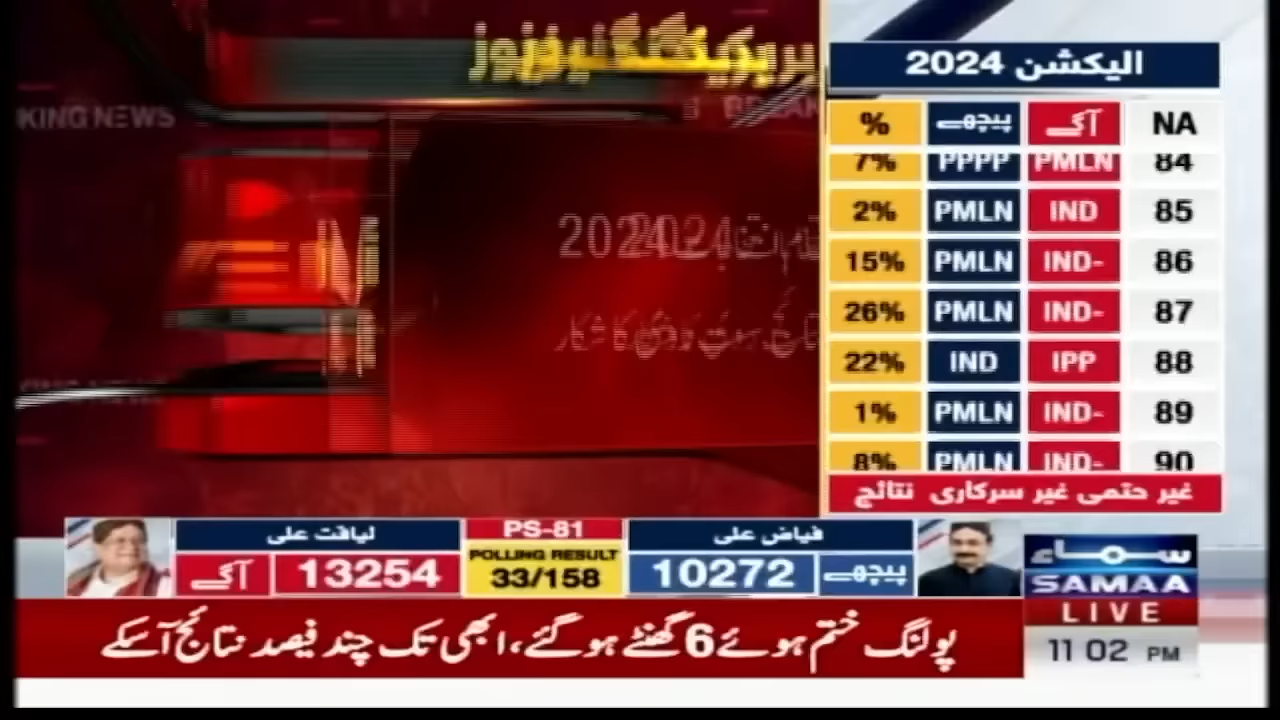 بریکنگ نیوز
KING NEWS
الیکشن 2024
NA آگے پیچھے %
84 PMLN PPPP 7%
85 IND PMLN 2%
86 IND- PMLN 15%
87 IND- PMLN 26%
88 IPP IND 22%
89 IND- PMLN 1%
90 IND- PMLN 8%
غیر حتمی غیر سرکاری نتائج
لیاقت علی
آگے 13254
PS-81
POLLING RESULT
33/158
فیاض علی
10272 پیچھے
سماء
SAMAA
LIVE
11 02 PM
پولنگ ختم ہوئے 6 گھنٹے ہوگئے، ابھی تک چند فیصد نتائج آسکے